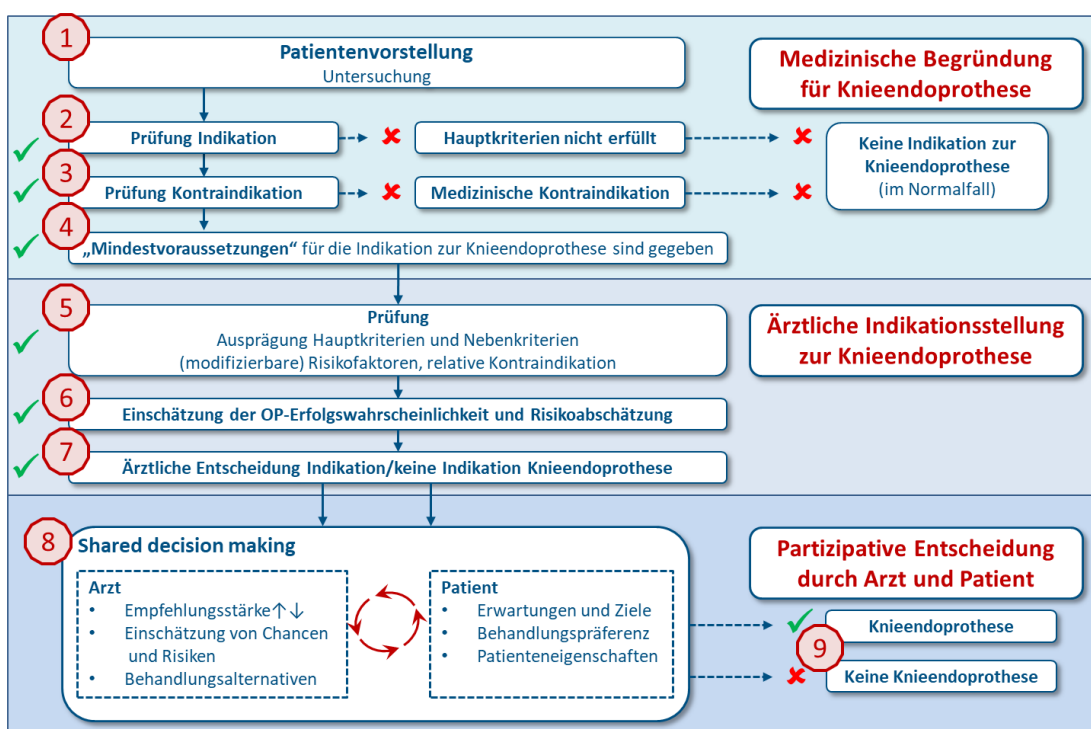 1
Patientenvorstellung
Untersuchung
Medizinische Begründung
für Knieendoprothese
2
Prüfung Indikation
Hauptkriterien nicht erfüllt
Keine Indikation zur
Knieendoprothese
(im Normalfall)
3
Prüfung Kontraindikation
Medizinische Kontraindikation
4
„Mindestvoraussetzungen“ für die Indikation zur Knieendoprothese sind gegeben
5
Prüfung
Ausprägung Hauptkriterien und Nebenkriterien
(modifizierbare) Risikofaktoren, relative Kontraindikation
Ärztliche Indikationsstellung
zur Knieendoprothese
6
Einschätzung der OP-Erfolgswahrscheinlichkeit und Risikoabschätzung
7
Ärztliche Entscheidung Indikation/keine Indikation Knieendoprothese
8
Shared decision making
Arzt
• Empfehlungsstärke↑↓
• Einschätzung von Chancen
und Risiken
• Behandlungsalternativen
Patient
• Erwartungen und Ziele
• Behandlungspräferenz
• Patienteneigenschaften
Partizipative Entscheidung
durch Arzt und Patient
Knieendoprothese
9
Keine Knieendoprothese